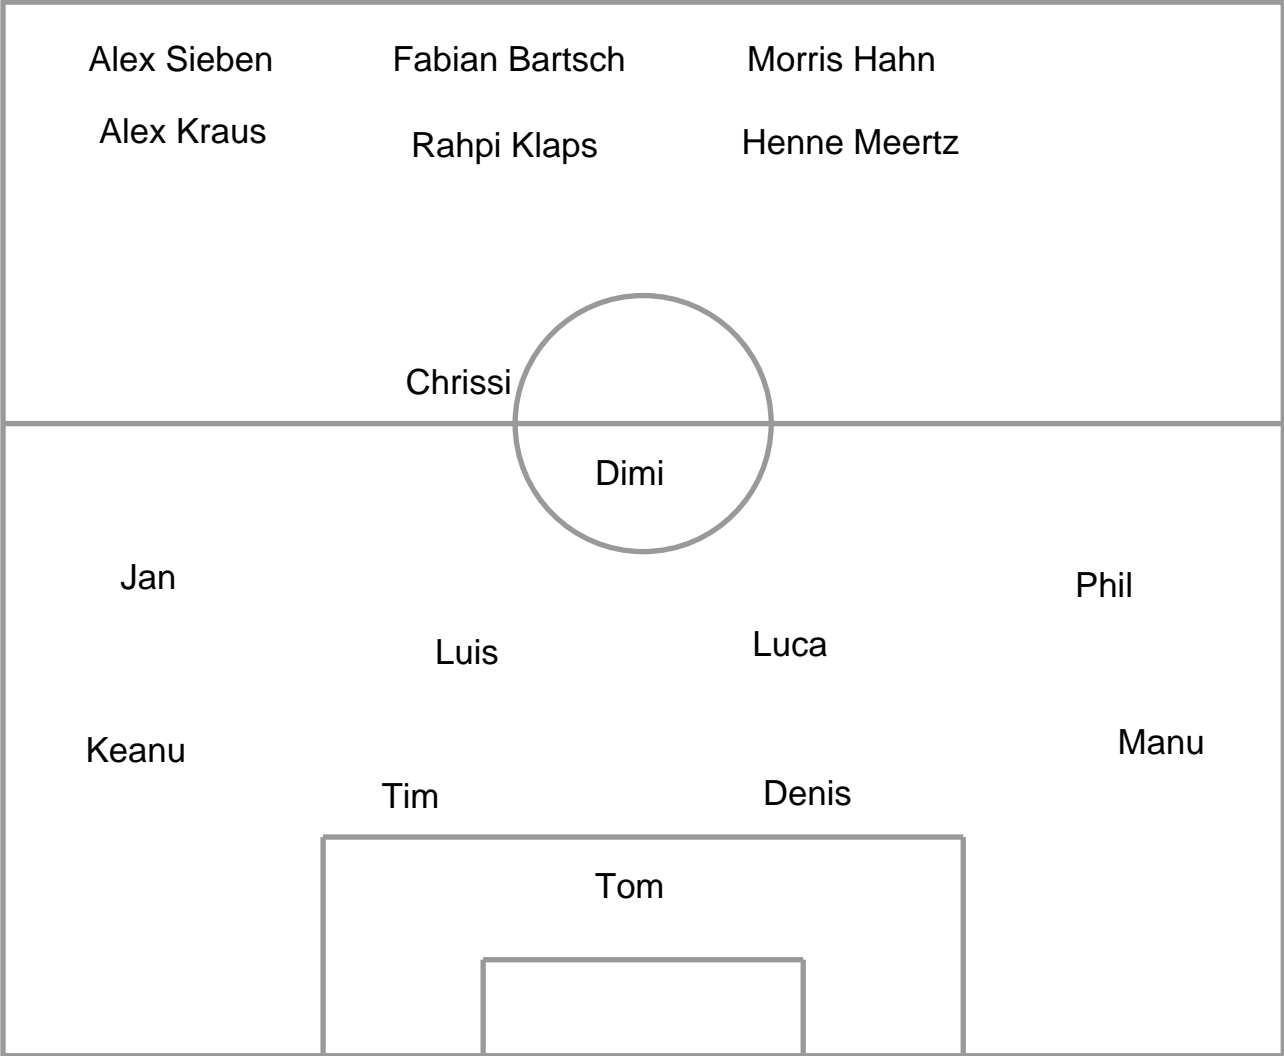 Alex Sieben
Fabian Bartsch
Morris Hahn
Alex Kraus
Rahpi Klaps
Henne Meertz
Chrissi
Dimi
Jan
Phil
Luis
Luca
Keanu
Manu
Tim
Denis
Tom